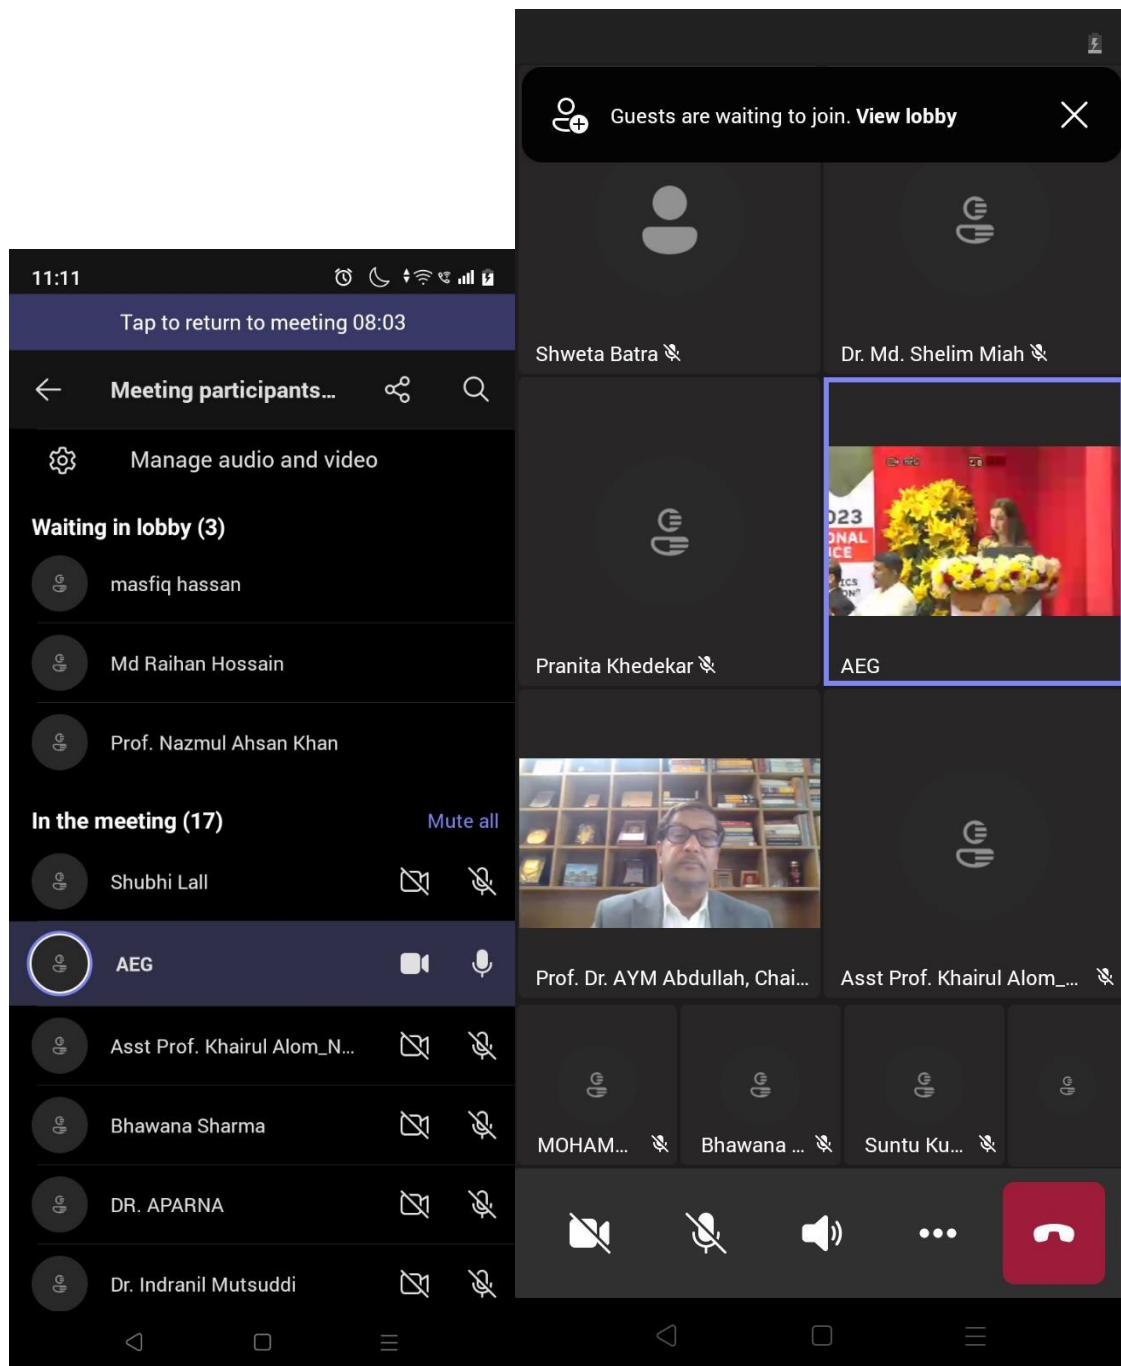 11:11
Tap to return to meeting 08:03
Meeting participants...
Manage audio and video
Waiting in lobby (3)
masfiq hassan
Md Raihan Hossain
Prof. Nazmul Ahsan Khan
In the meeting (17)
Mute all
Shubhi Lall
AEG
Asst Prof. Khairul Alom_N...
Bhawana Sharma
DR. APARNA
Dr. Indranil Mutsuddi
Guests are waiting to join. View lobby
Shweta Batra
Dr. Md. Shelim Miah
Pranita Khedekar
023
ONAL
ICE
ICS
AEG
Prof. Dr. AYM Abdullah, Chai...
Asst Prof. Khairul Alom_...
MOHAM...
Bhawana ...
Suntu Ku...